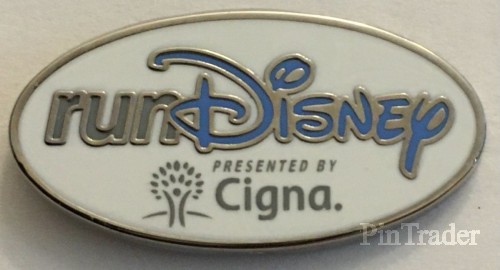 runDisney
PRESENTED BY
Cigna.
PinTrader